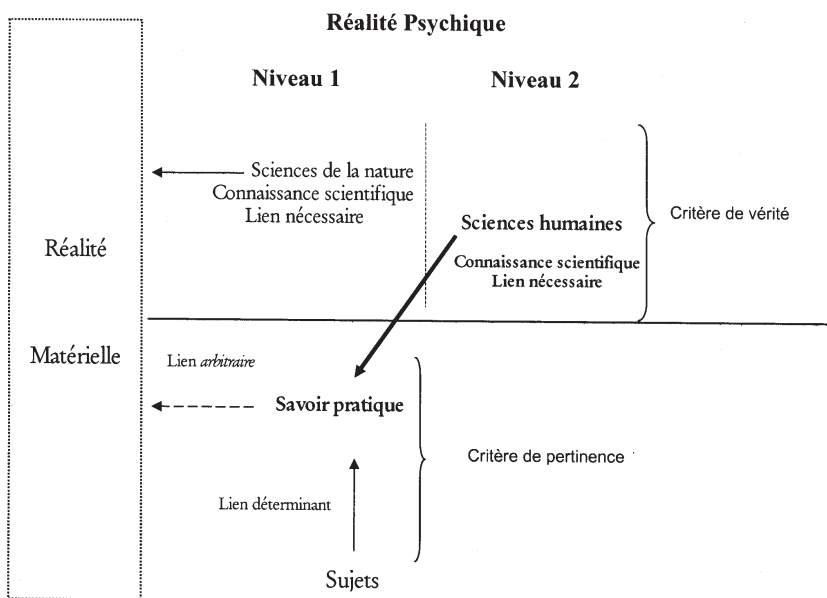 Réalité Psychique
Niveau 1
Niveau 2
Sciences de la nature
Connaissance scientifique
Lien nécessaire
Sciences humaines
Connaissance scientifique
Lien nécessaire
Critère de vérité
Réalité
Matérielle
Lien arbitraire
Savoir pratique
Critère de pertinence
Lien déterminant
Sujets